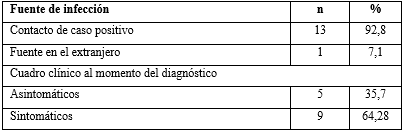 Fuente de infección n %
Contacto de caso positivo 13 92,8
Fuente en el extranjero 1 7,1
Cuadro clínico al momento del diagnóstico
Asintomáticos 5 35,7
Sintomáticos 9 64,28